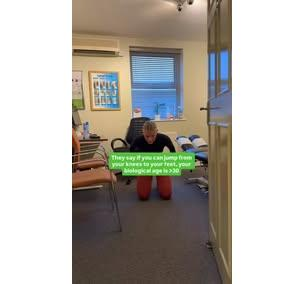 They say if you can jump from
your knees to your feet, your
biological age is >30